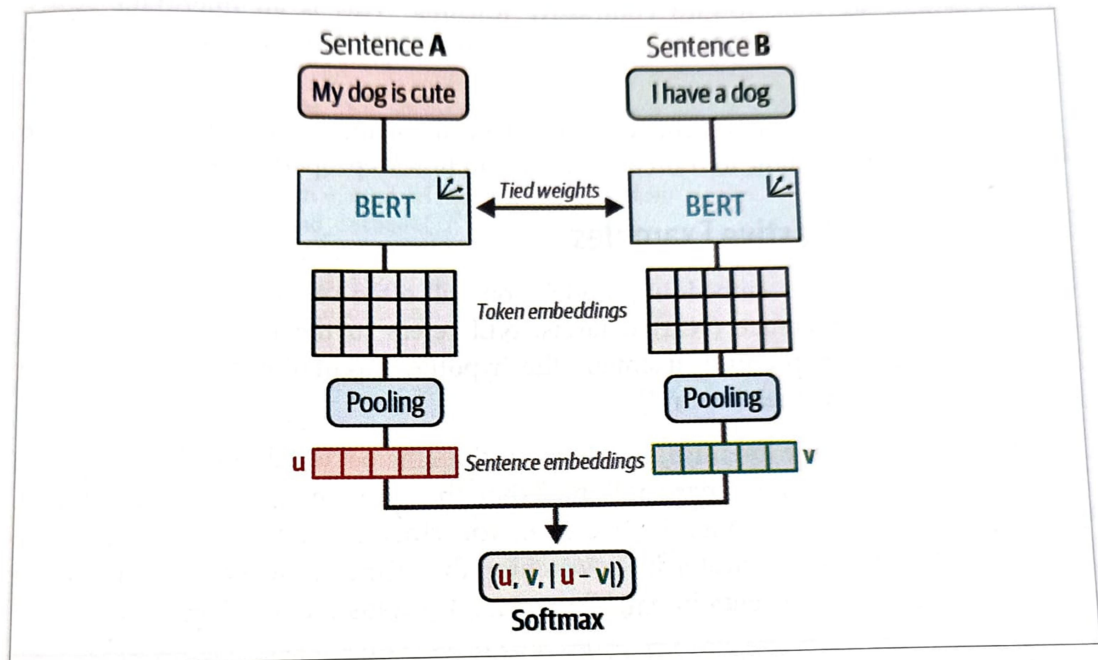 Sentence A
Sentence B
My dog is cute
I have a dog
BERT
Tied weights
BERT
Token embeddings
Pooling
Pooling
u
Sentence embeddings
v
(u, v, | u - v|)
Softmax